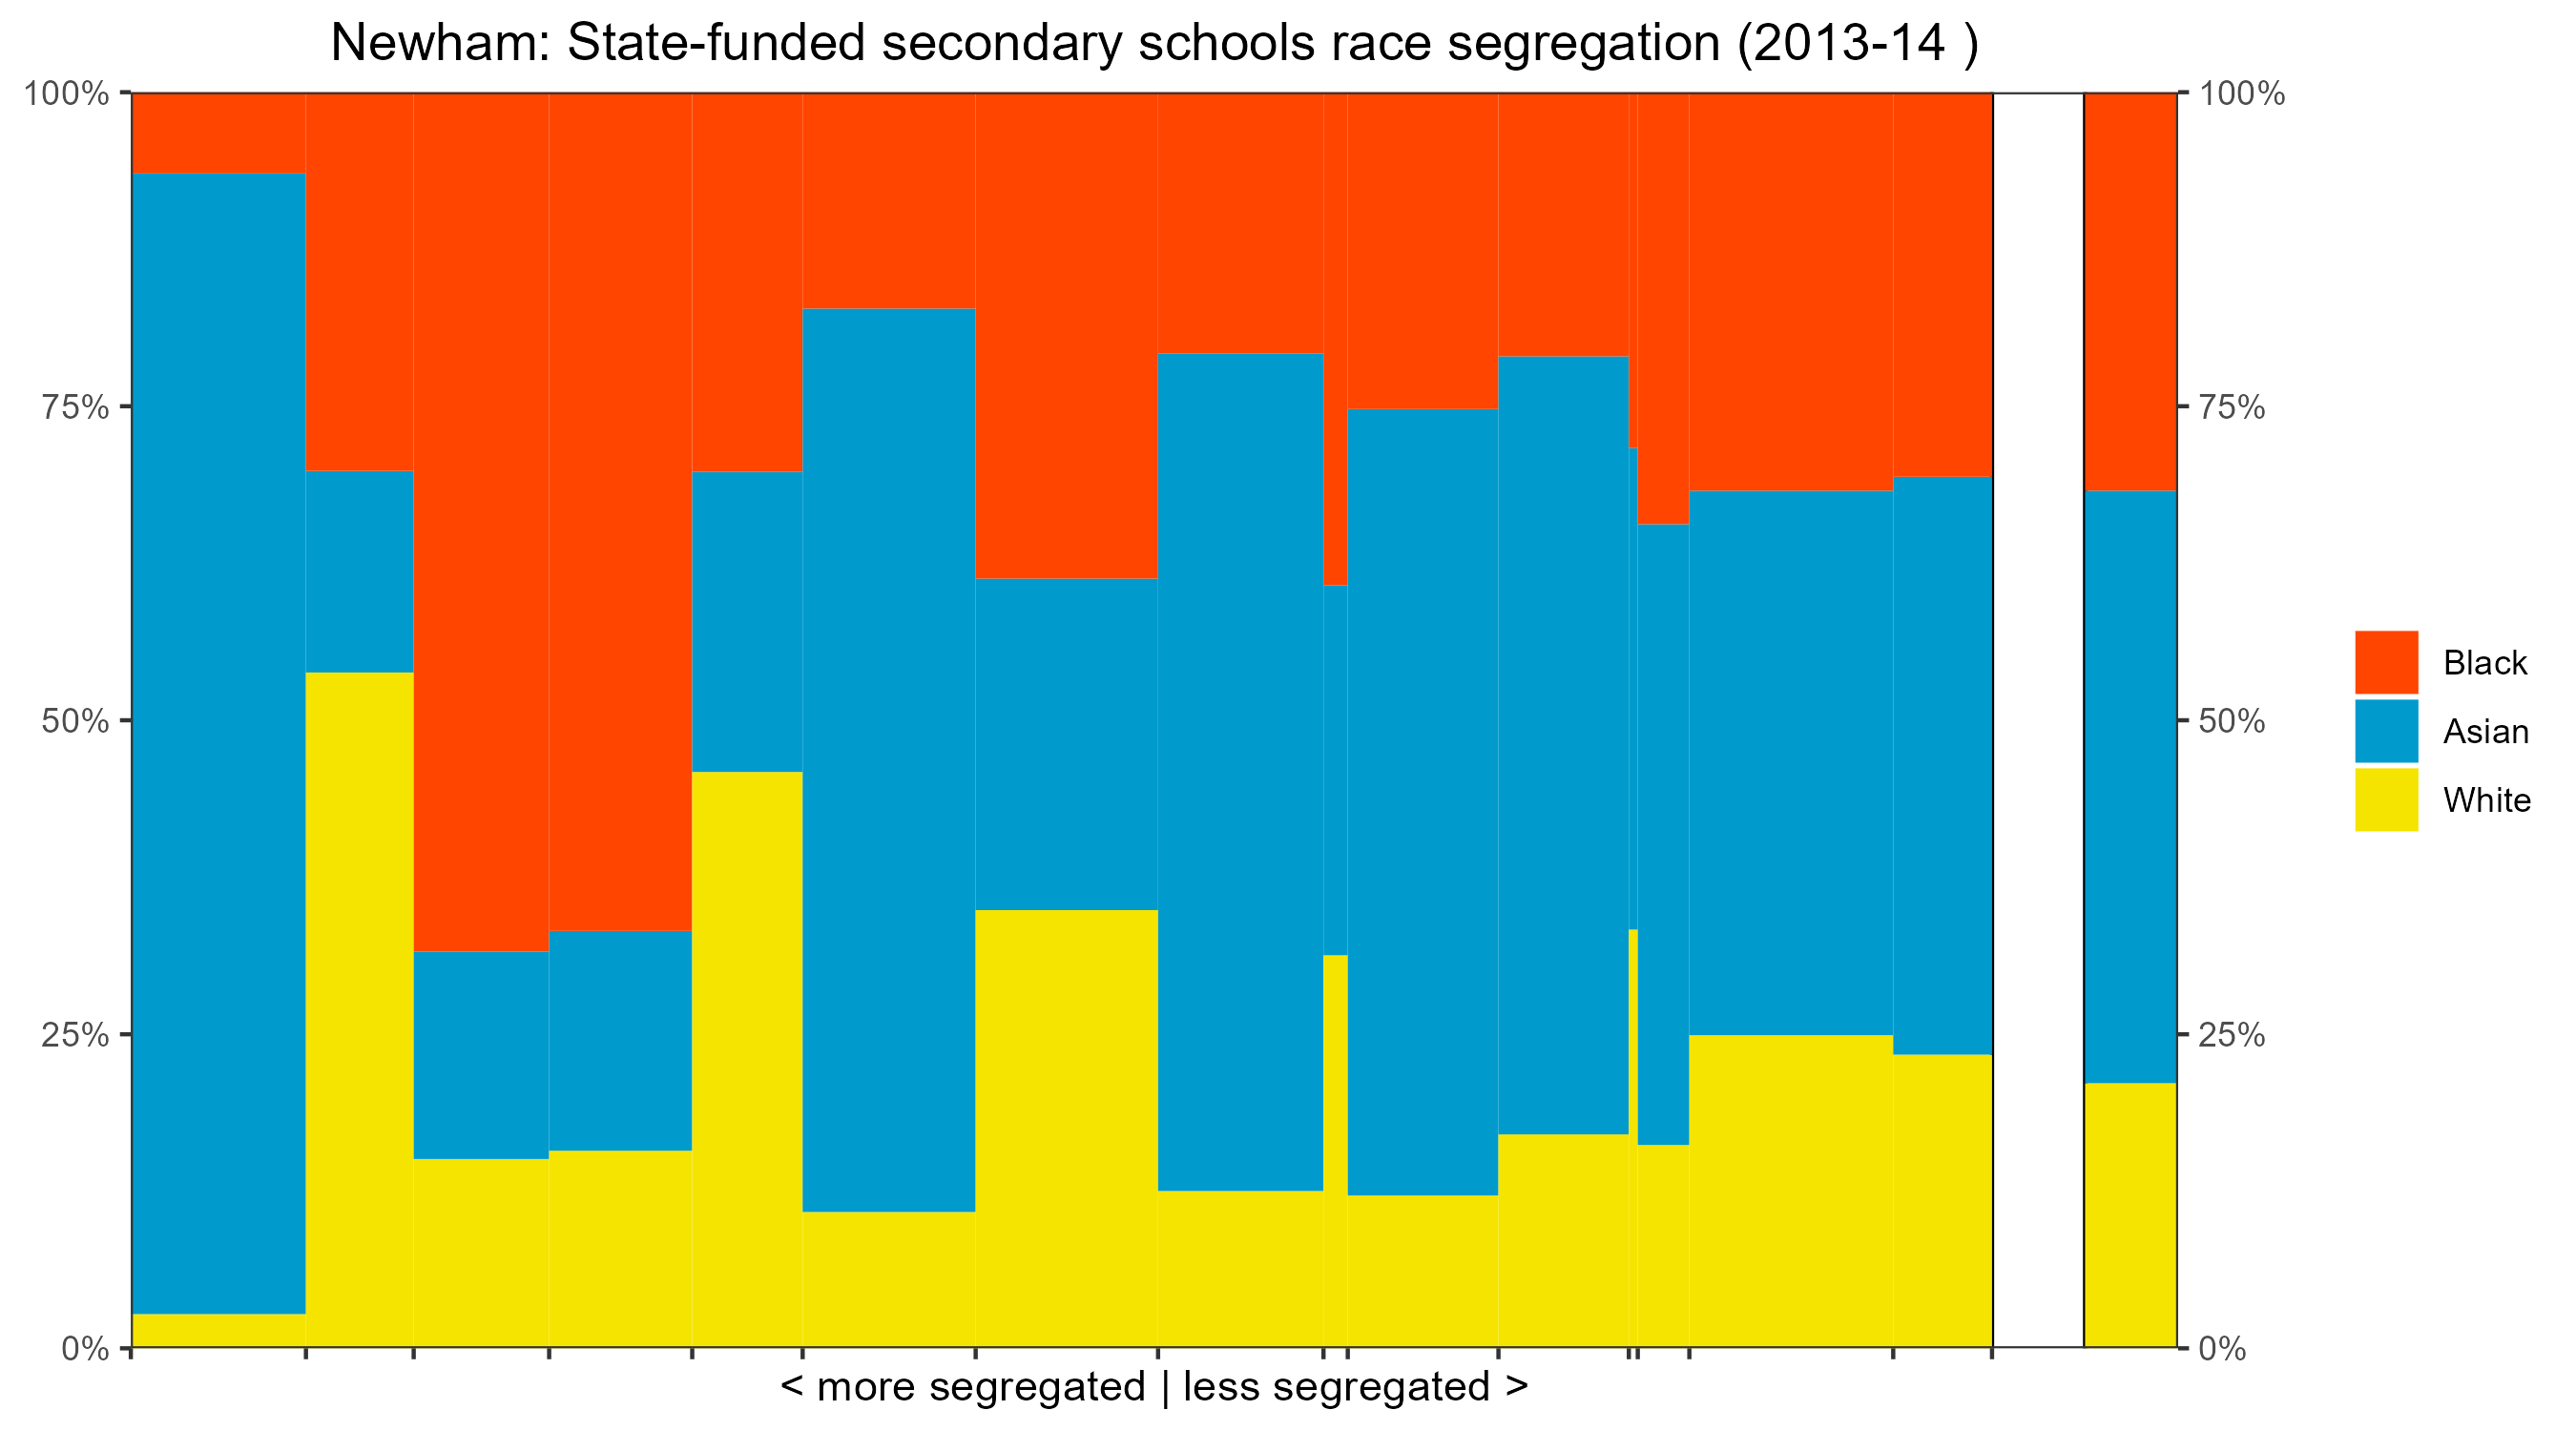 Newham: State-funded secondary schools race segregation (2013-14 )
100%
75%
50%
25%
0%
100%
75%
50%
25%
0%
Black
Asian
White
< more segregated | less segregated >